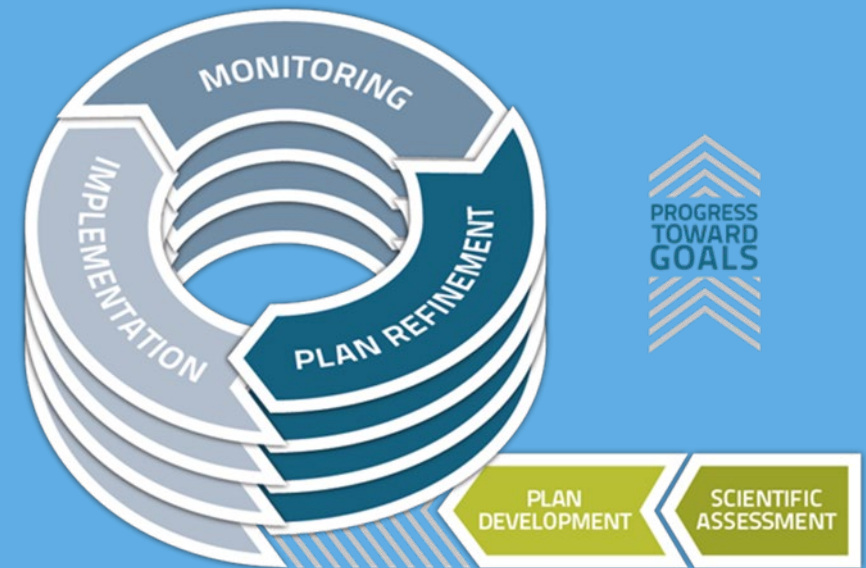 MONITORING
IMPLEMENTATION
PLAN REFINEMENT
PROGRESS
TOWARD
GOALS
PLAN
DEVELOPMENT
SCIENTIFIC
ASSESSMENT